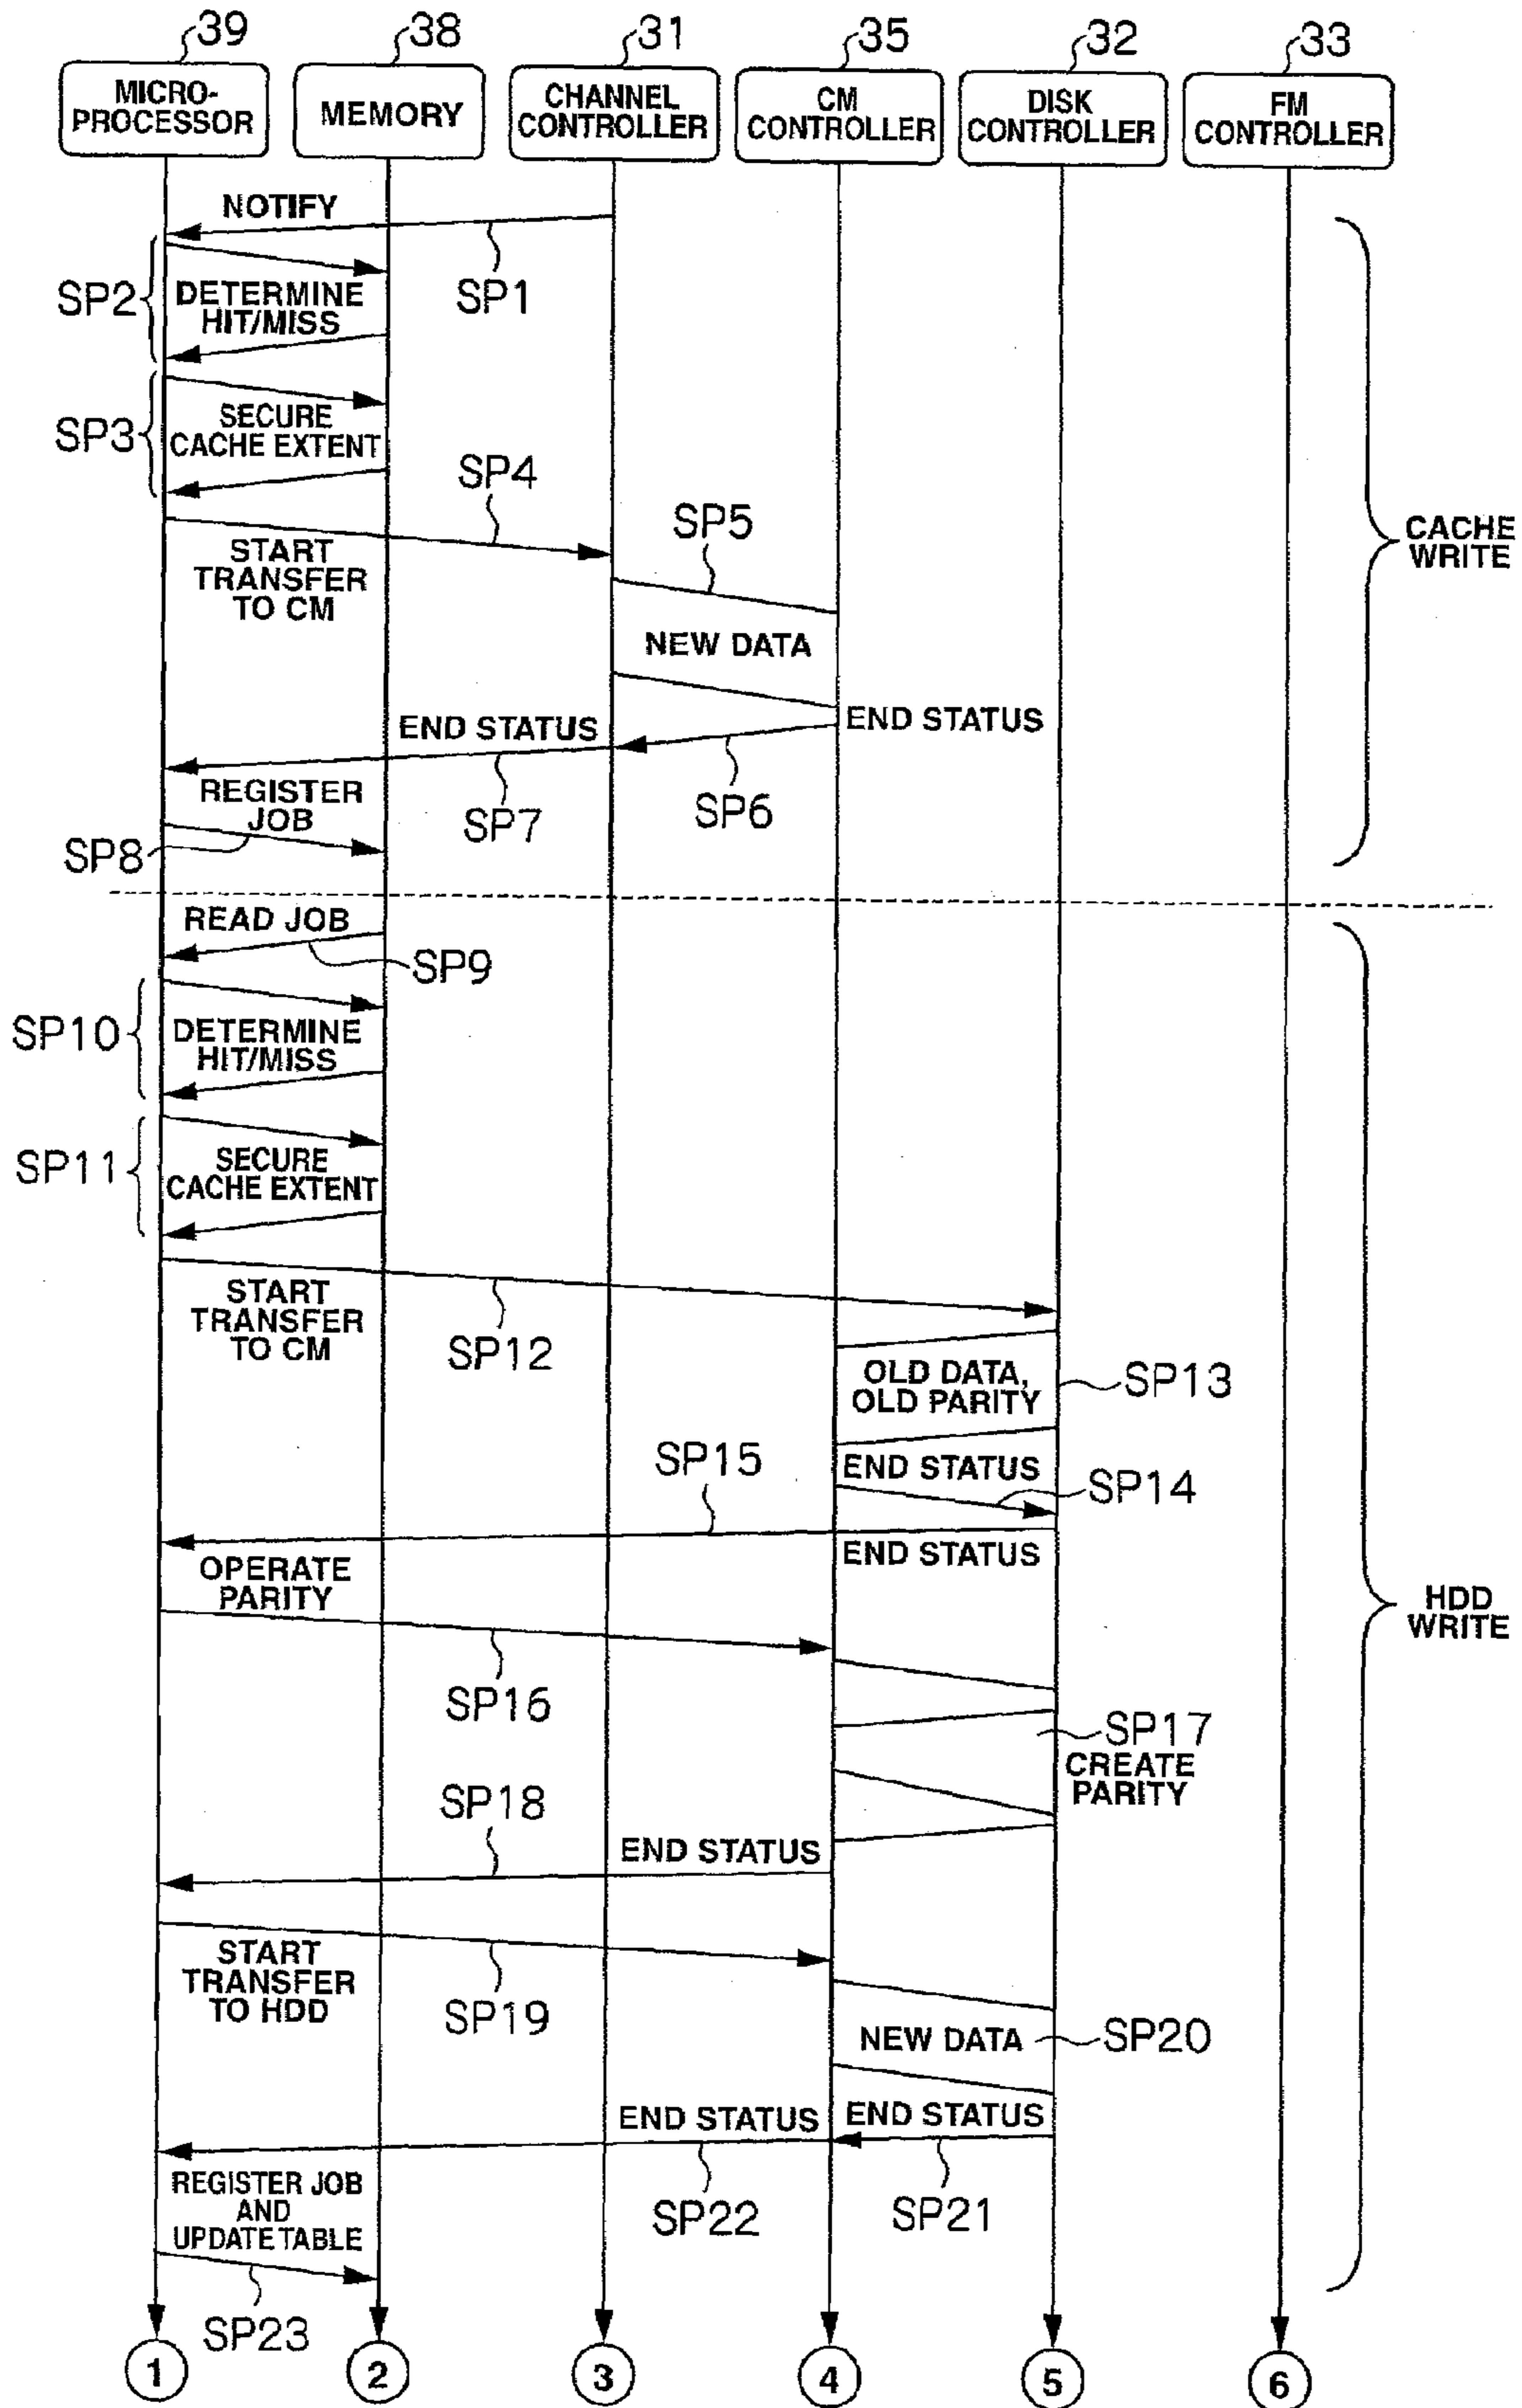 39
38
31
35
32
33
MICRO-
PROCESSOR
MEMORY
CHANNEL
CONTROLLER
CM
CONTROLLER
DISK
CONTROLLER
FM
CONTROLLER
NOTIFY
SP1
SP2
DETERMINE
HIT/MISS
SP3
SECURE
CACHE EXTENT
SP4
START
TRANSFER
TO CM
SP5
NEW DATA
CACHE
WRITE
END STATUS
END STATUS
SP6
SP7
REGISTER
JOB
SP8
READ JOB
SP9
SP10
DETERMINE
HIT/MISS
SP11
SECURE
CACHE EXTENT
START
TRANSFER
TO CM
SP12
OLD DATA,
OLD PARITY
SP13
SP15
END STATUS
SP14
END STATUS
OPERATE
PARITY
HDD
WRITE
SP16
SP17
CREATE
PARITY
SP18
END STATUS
START
TRANSFER
TO HDD
SP19
NEW DATA
SP20
END STATUS
END STATUS
SP22
SP21
REGISTER JOB
AND
UPDATE TABLE
SP23
1
2
3
4
5
6